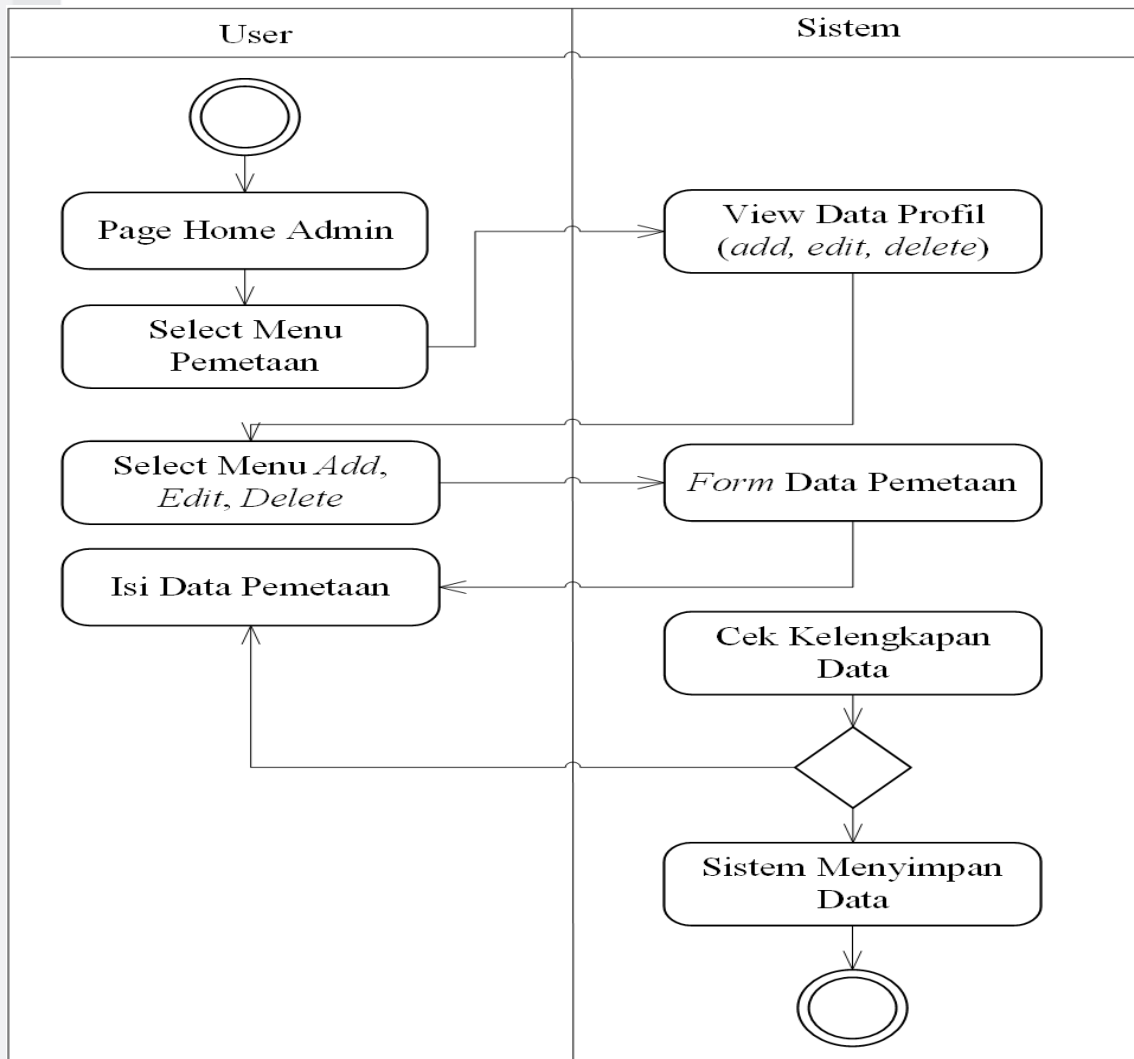 User
Sistem
Page Home Admin
View Data Profil
(add, edit, delete)
Select Menu
Pemetaan
Select Menu Add,
Edit, Delete
Form Data Pemetaan
Isi Data Pemetaan
Cek Kelengkapan
Data
Sistem Menyimpan
Data